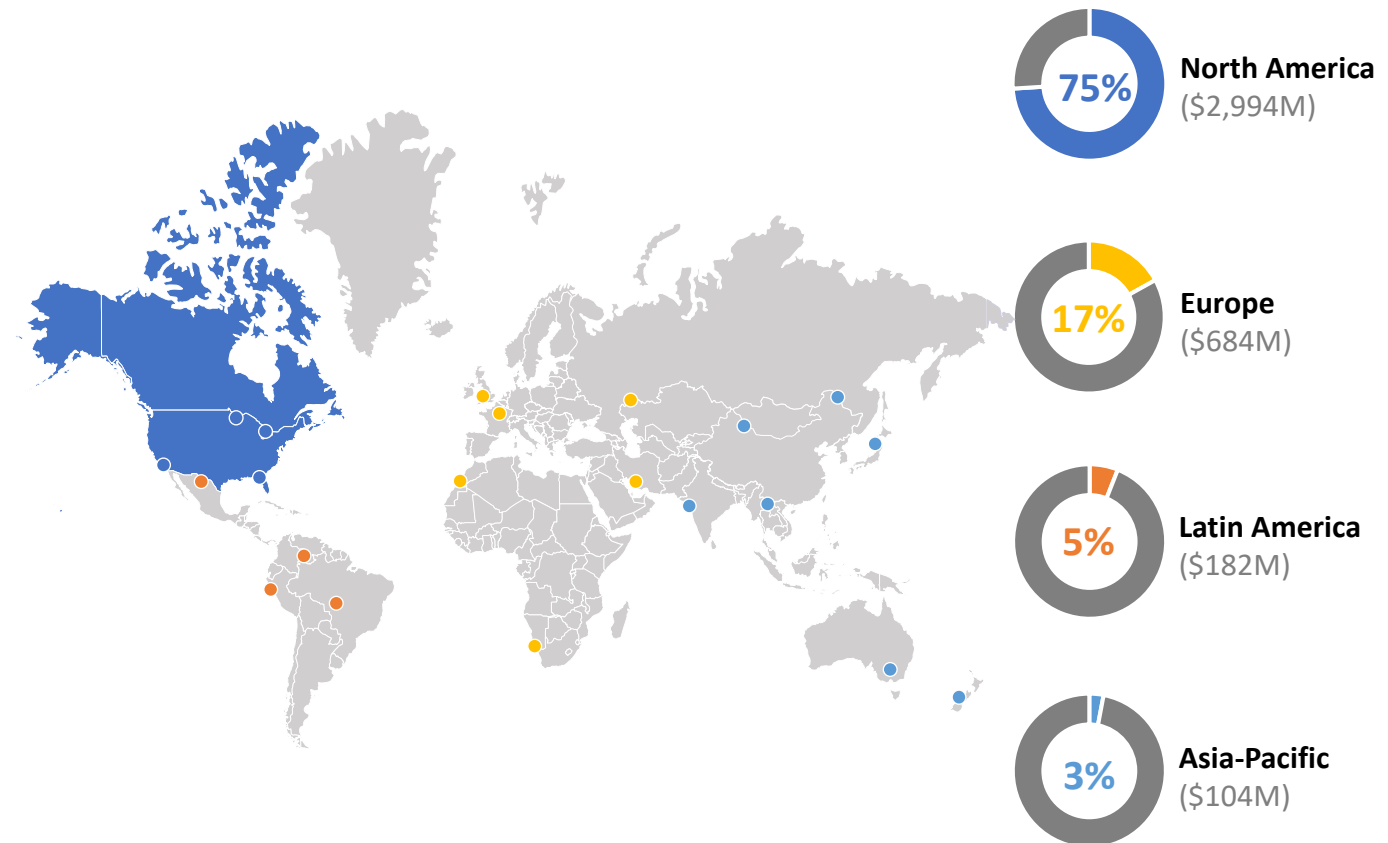 75%
North America
($2,994M)
17%
Europe
($684M)
5%
Latin America
($182M)
3%
Asia-Pacific
($104M)